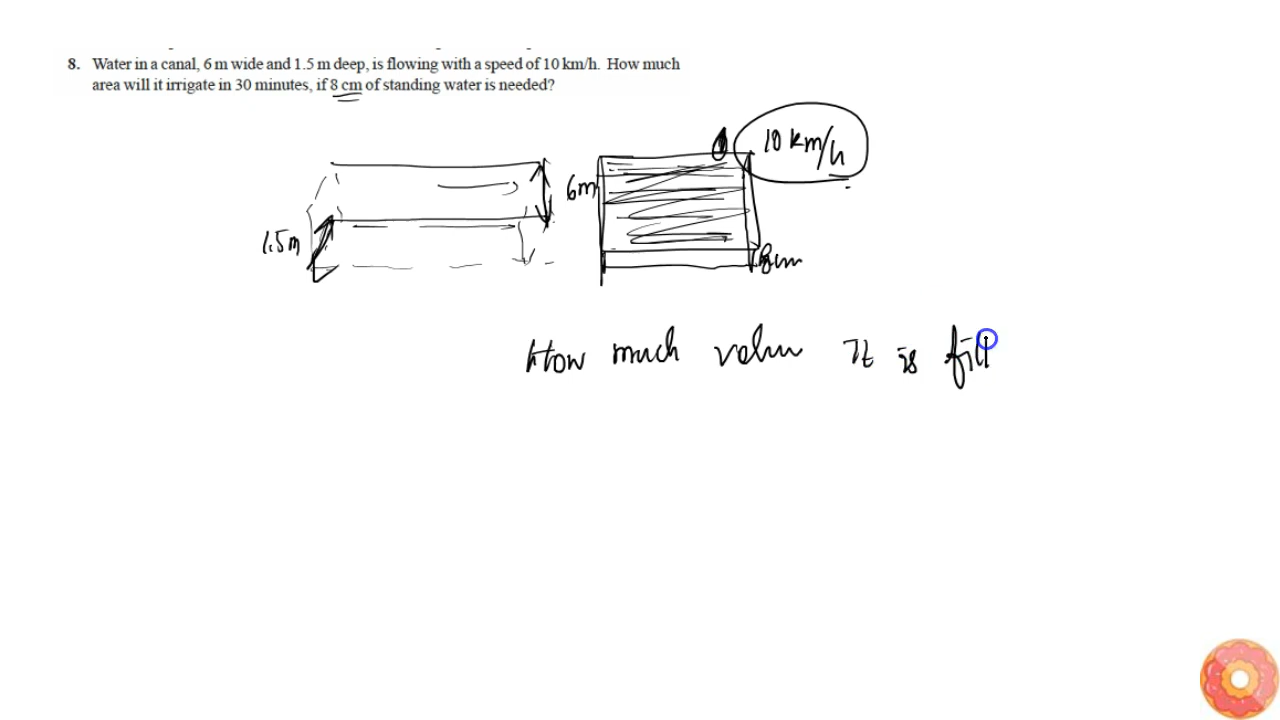 8. Water in a canal, 6 m wide and 1.5 m deep, is flowing with a speed of 10 km/h. How much
area will it irrigate in 30 minutes, if 8 cm of standing water is needed?
10 km/h
6m
1.5m
8cm
How much volum It is fill